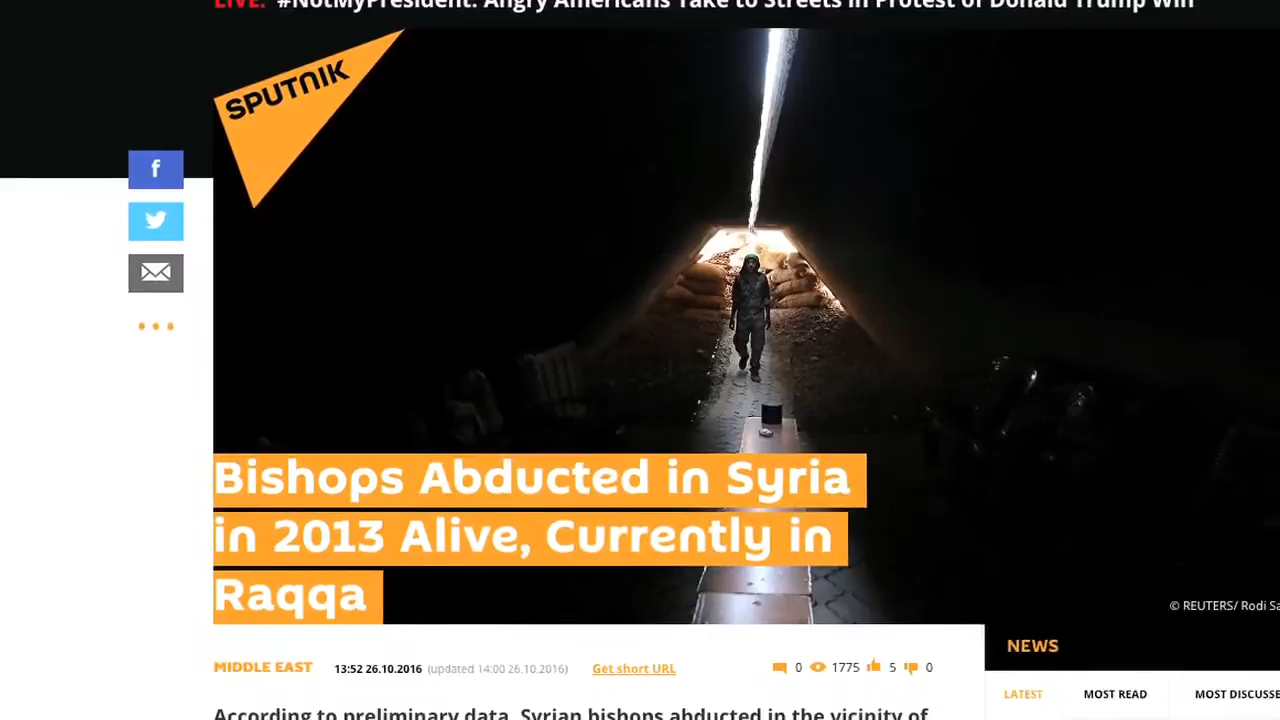 LIVE: #NotMyPresident: Angry Americans Take to Streets in Protest of Donald Trump Win
SPUTNIK
f
Bishops Abducted in Syria
in 2013 Alive, Currently in
Raqqa
© REUTERS/ Rodi
MIDDLE EAST 13:52 26.10.2016 (updated 14:00 26.10.2016) Get short URL 0 1775 5 0
NEWS
LATEST MOST READ MOST
According to preliminary data, Syrian bishops abducted in the vicinity of